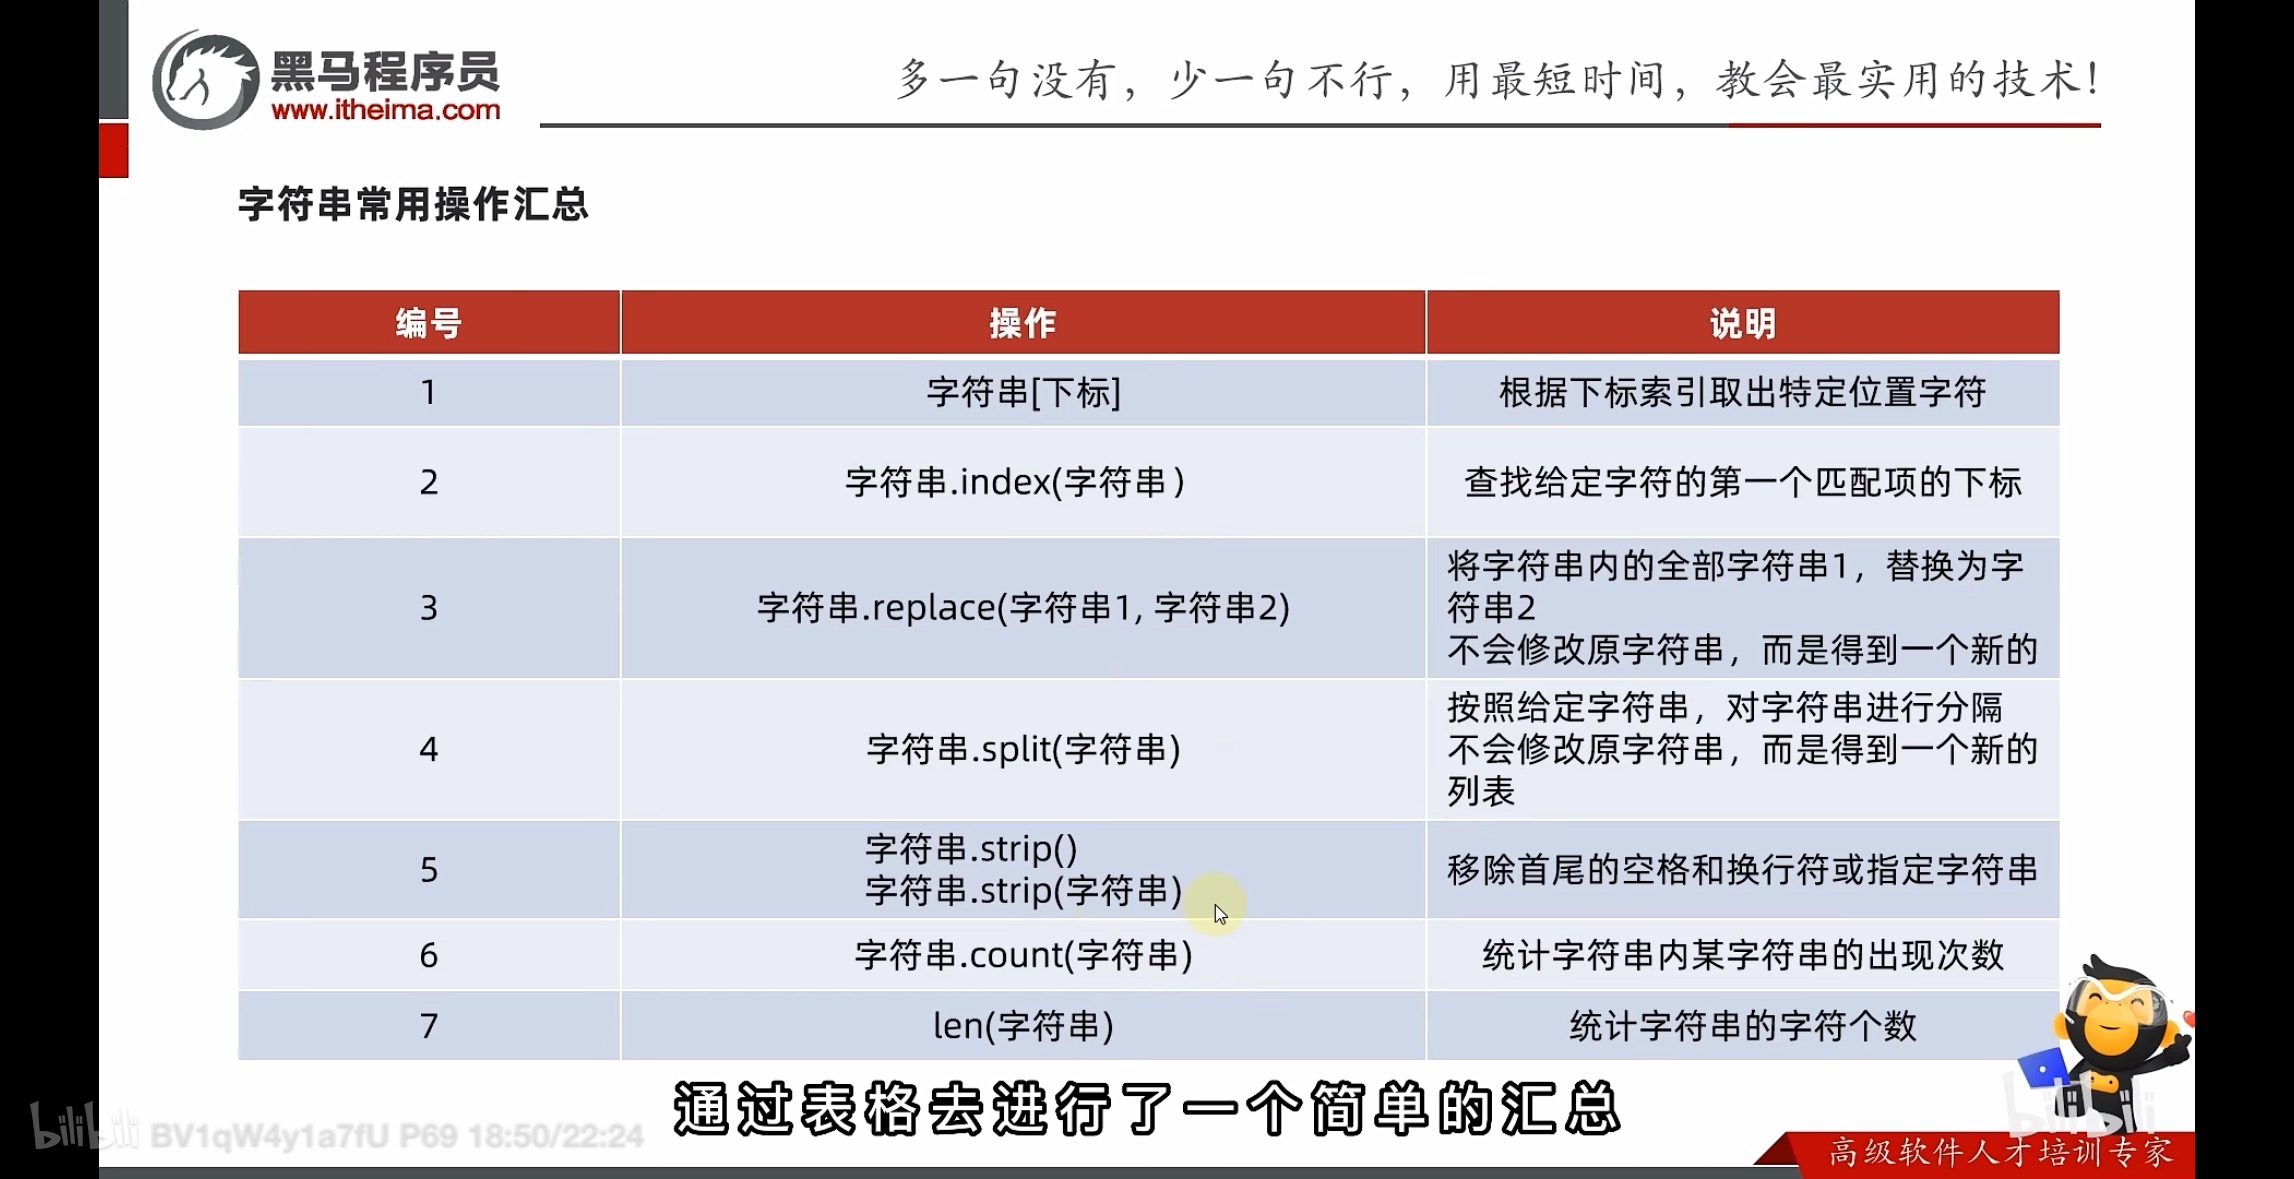 黑马程序员
www.itheima.com
多一句没有，少一句不行，用最短时间，教会最实用的技术！
字符串常用操作汇总
编号 操作 说明
1 字符串[下标] 根据下标索引取出特定位置字符
2 字符串.index(字符串） 查找给定字符的第一个匹配项的下标
3 字符串.replace(字符串1, 字符串2) 将字符串内的全部字符串1，替换为字
符串2
不会修改原字符串，而是得到一个新的
4 字符串.split(字符串) 按照给定字符串，对字符串进行分隔
不会修改原字符串，而是得到一个新的
列表
5 字符串.strip()
字符串.strip(字符串) 移除首尾的空格和换行符或指定字符串
6 字符串.count(字符串) 统计字符串内某字符串的出现次数
7 len(字符串) 统计字符串的字符个数
通过表格去进行了一个简单的汇总
bilibili BV1qW4y1a7fU P69 18:50/22:24
bilibili
高级软件人才培训专家